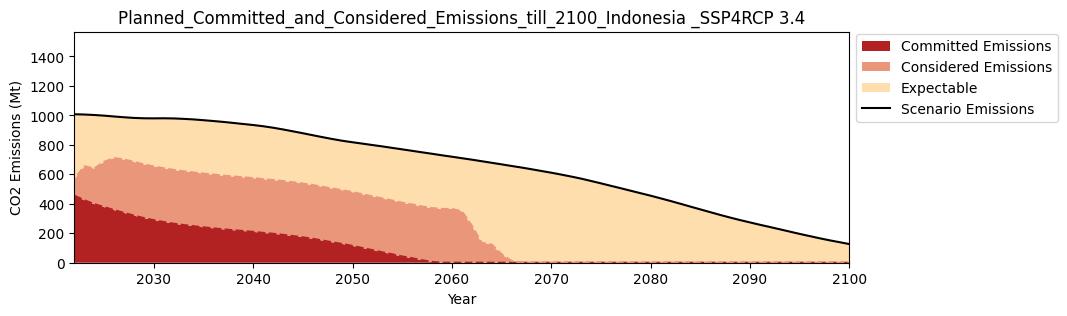 Planned_Committed_and_Considered_Emissions_till_2100_Indonesia _SSP4RCP 3.4
Committed Emissions
Considered Emissions
Expectable
Scenario Emissions
CO2 Emissions (Mt)
1400
1200
1000
800
600
400
200
0
2030 2040 2050 2060 2070 2080 2090 2100
Year